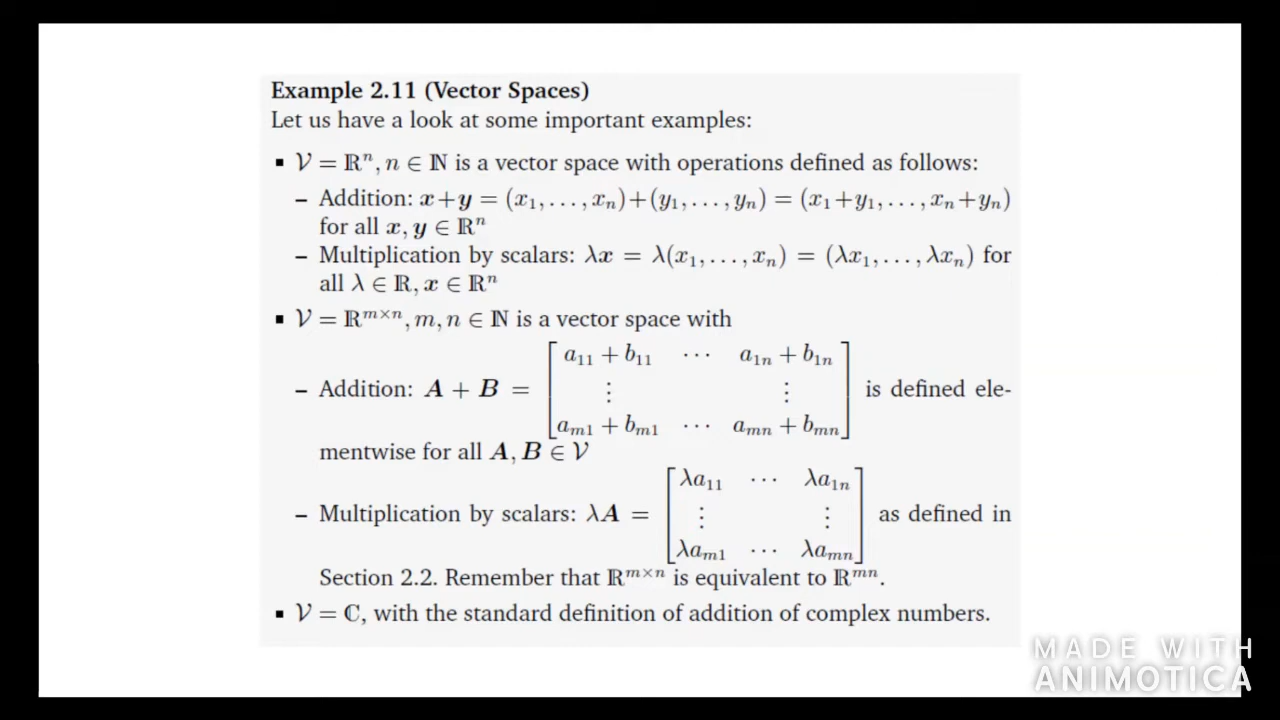 Example 2.11 (Vector Spaces)
Let us have a look at some important examples:
▪ 𝒱 = ℝⁿ, n ∈ ℕ is a vector space with operations defined as follows:
– Addition: x+y = (x₁, . . . , xₙ)+(y₁, . . . , yₙ) = (x₁+y₁, . . . , xₙ+yₙ)
for all x, y ∈ ℝⁿ
– Multiplication by scalars: λx = λ(x₁, . . . , xₙ) = (λx₁, . . . , λxₙ) for
all λ ∈ ℝ, x ∈ ℝⁿ
▪ 𝒱 = ℝᵐˣⁿ, m, n ∈ ℕ is a vector space with
a₁₁ + b₁₁ ⋯ a₁ₙ + b₁ₙ
– Addition: A + B = [ ⋮ ⋮ ] is defined ele-
aₘ₁ + bₘ₁ ⋯ aₘₙ + bₘₙ
mentwise for all A, B ∈ 𝒱
λa₁₁ ⋯ λa₁ₙ
– Multiplication by scalars: λA = [ ⋮ ⋮ ] as defined in
λaₘ₁ ⋯ λaₘₙ
Section 2.2. Remember that ℝᵐˣⁿ is equivalent to ℝᵐⁿ.
▪ 𝒱 = ℂ, with the standard definition of addition of complex numbers.
MADE WITH
ANIMOTICA